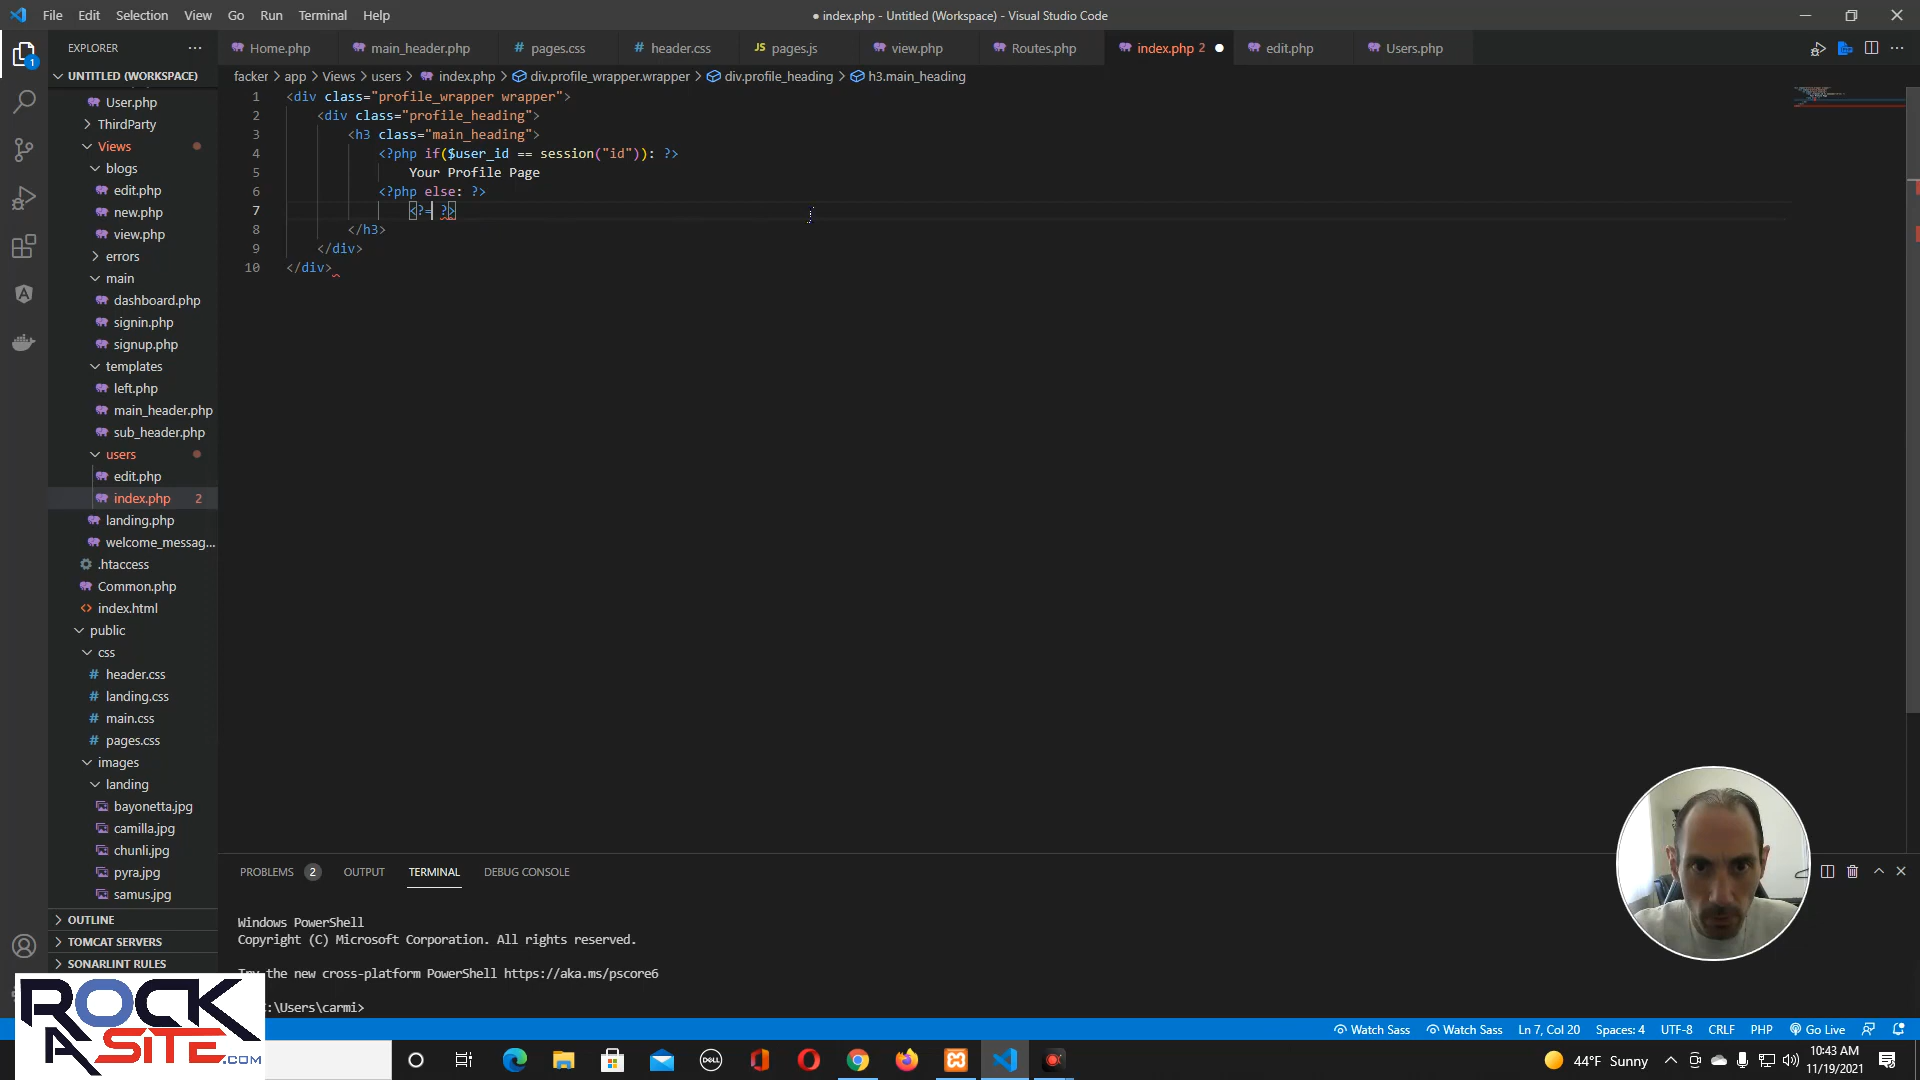 File Edit Selection View Go Run Terminal Help
● index.php - Untitled (Workspace) - Visual Studio Code
EXPLORER
Home.php
main_header.php
pages.css
header.css
pages.js
view.php
Routes.php
index.php 2
edit.php
Users.php
UNTITLED (WORKSPACE)
facker > app > Views > users > index.php > div.profile_wrapper.wrapper > div.profile_heading > h3.main_heading
User.php
ThirdParty
Views
blogs
edit.php
new.php
view.php
errors
main
dashboard.php
signin.php
signup.php
templates
left.php
main_header.php
sub_header.php
users
edit.php
index.php 2
landing.php
welcome_messag...
.htaccess
Common.php
index.html
public
css
header.css
landing.css
main.css
pages.css
images
landing
bayonetta.jpg
camilla.jpg
chunli.jpg
pyra.jpg
samus.jpg
OUTLINE
TOMCAT SERVERS
SONARLINT RULES
1 <div class="profile_wrapper wrapper">
2 <div class="profile_heading">
3 <h3 class="main_heading">
4 <?php if($user_id == session("id")): ?>
5 Your Profile Page
6 <?php else: ?>
7 <?= ?>
8 </h3>
9 </div>
10 </div>
PROBLEMS 2 OUTPUT TERMINAL DEBUG CONSOLE
Windows PowerShell
Copyright (C) Microsoft Corporation. All rights reserved.
the new cross-platform PowerShell https://aka.ms/pscore6
:\Users\carmi>
ROCK
A SITE
.COM
Watch Sass Watch Sass Ln 7, Col 20 Spaces: 4 UTF-8 CRLF PHP Go Live
44°F Sunny
10:43 AM
11/19/2021